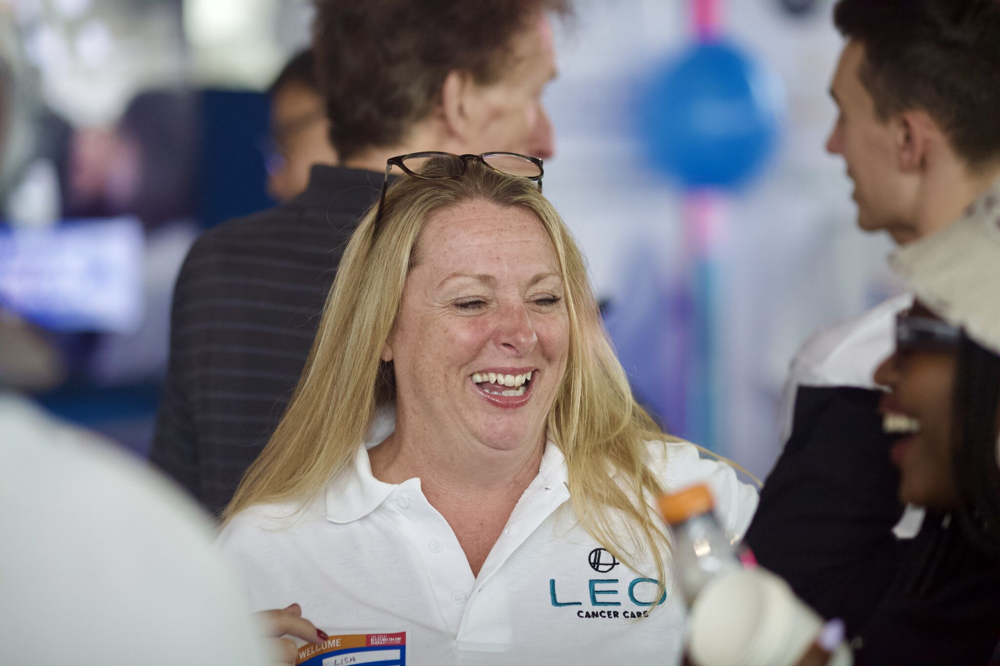 LEO
CANCER CARE
WELCOME
THE GREAT
EXHIBITION
ROAD FESTIVAL
LISA